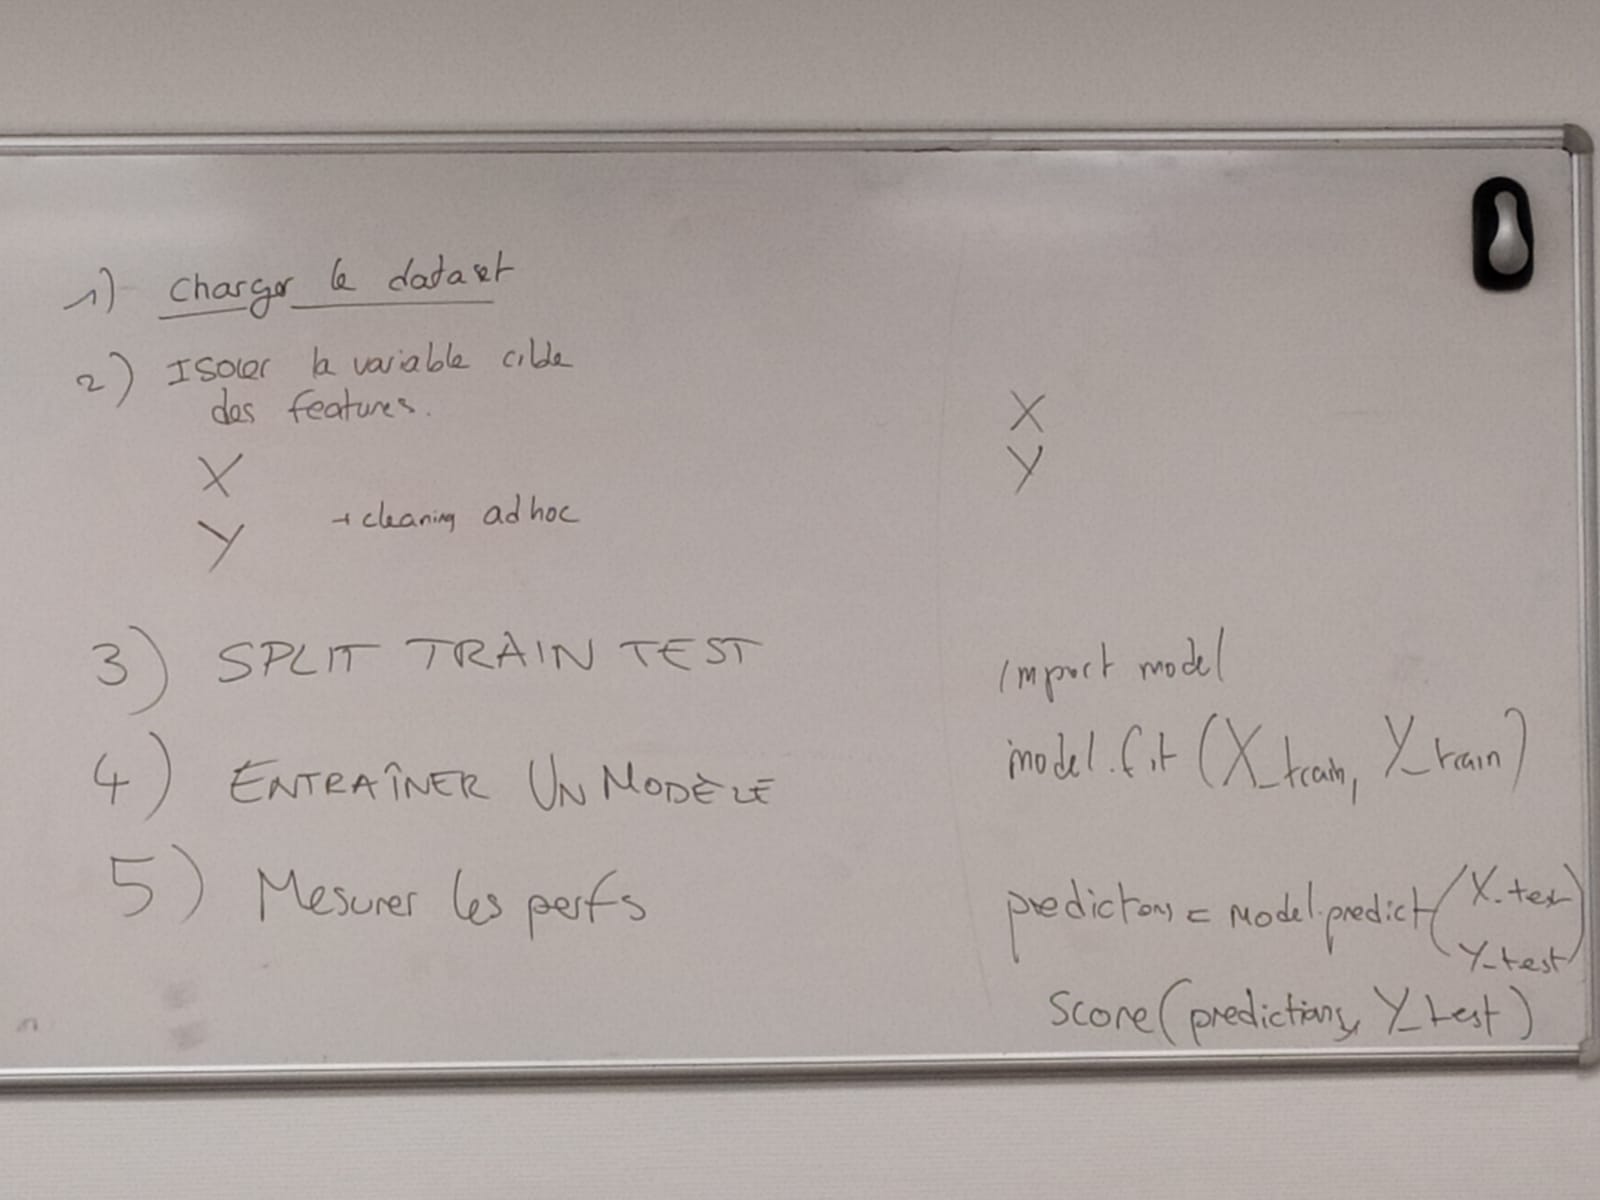 1) Charger le dataset
2) Isoler la variable cible
des features.
X
Y
+ cleaning ad hoc
3) SPLIT TRAIN TEST
4) ENTRAÎNER UN MODÈLE
5) Mesurer les perfs
X
Y
import model
model.fit (X_train, Y_train)
predictions = model.predict (X_test
Y_test)
score (predictions, Y_test)